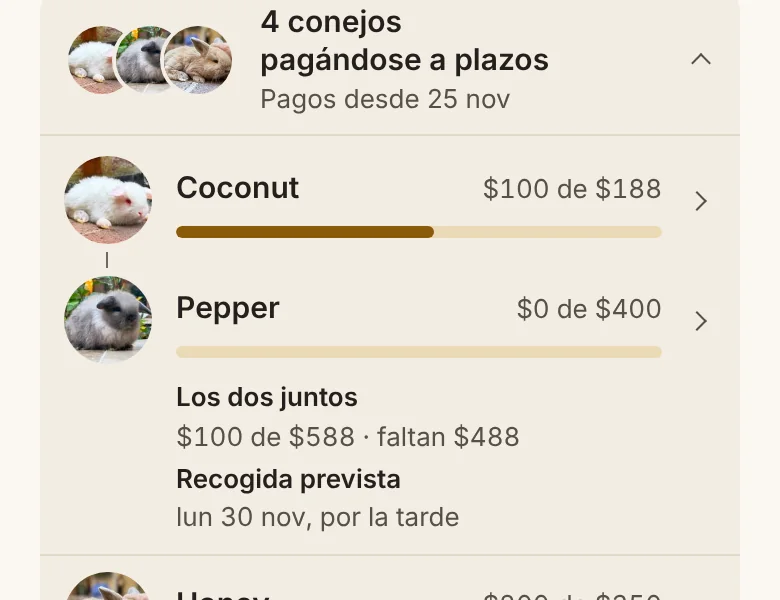 4 conejos
pagándose a plazos
Pagos desde 25 nov
Coconut
$100 de $188
Pepper
$0 de $400
Los dos juntos
$100 de $588 · faltan $488
Recogida prevista
lun 30 nov, por la tarde
Honey